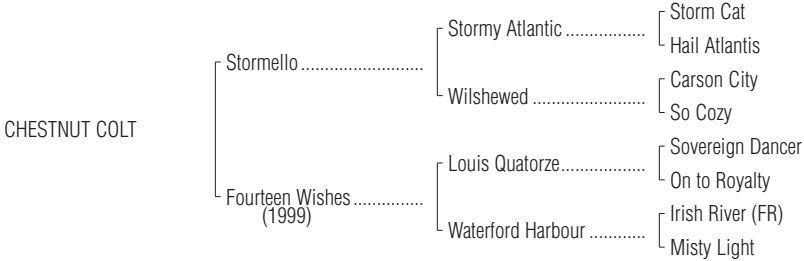 Storm Cat
Stormy Atlantic ................
Hail Atlantis
Stormello ........................
Carson City
Wilshewed ......................
So Cozy
CHESTNUT COLT
Sovereign Dancer
Louis Quatorze................
On to Royalty
Fourteen Wishes..............
(1999)
Irish River (FR)
Waterford Harbour ...........
Misty Light